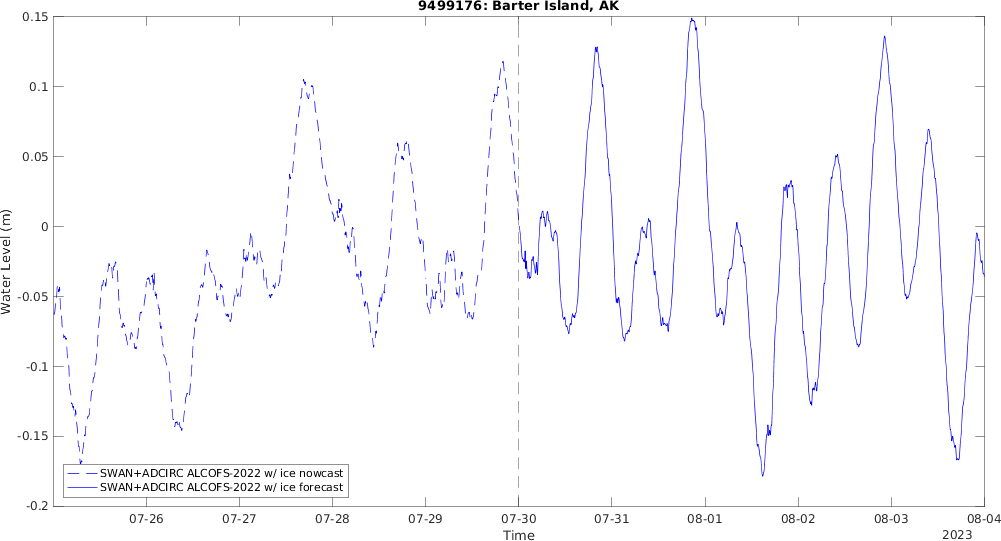 9499176: Barter Island, AK
0.15
0.1
0.05
0
-0.05
-0.1
-0.15
-0.2
Water Level (m)
SWAN+ADCIRC ALCOFS-2022 w/ ice nowcast
SWAN+ADCIRC ALCOFS-2022 w/ ice forecast
07-26 07-27 07-28 07-29 07-30 07-31 08-01 08-02 08-03 08-04
Time
2023